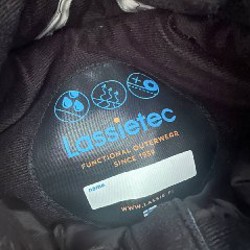 Lassietec
FUNCTIONAL OUTERWEAR
SINCE 1959
name:
WWW.LASSIE.FI